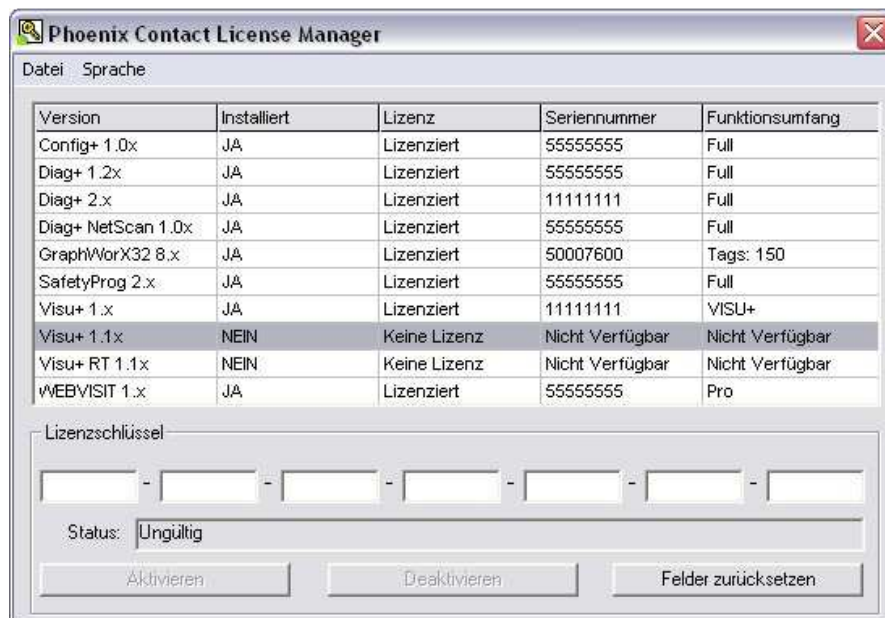 Phoenix Contact License Manager
Datei Sprache
Version Installiert Lizenz Seriennummer Funktionsumfang
Config+ 1.0x JA Lizenziert 55555555 Full
Diag+ 1.2x JA Lizenziert 55555555 Full
Diag+ 2.x JA Lizenziert 11111111 Full
Diag+ NetScan 1.0x JA Lizenziert 55555555 Full
GraphWorX32 8.x JA Lizenziert 50007600 Tags: 150
SafetyProg 2.x JA Lizenziert 55555555 Full
Visu+ 1.x JA Lizenziert 11111111 VISU+
Visu+ 1.1x NEIN Keine Lizenz Nicht Verfügbar Nicht Verfügbar
Visu+ RT 1.1x NEIN Keine Lizenz Nicht Verfügbar Nicht Verfügbar
WEBVISIT 1.x JA Lizenziert 55555555 Pro
Lizenzschlüssel
- - - - - -
Status: Ungültig
Aktivieren Deaktivieren Felder zurücksetzen